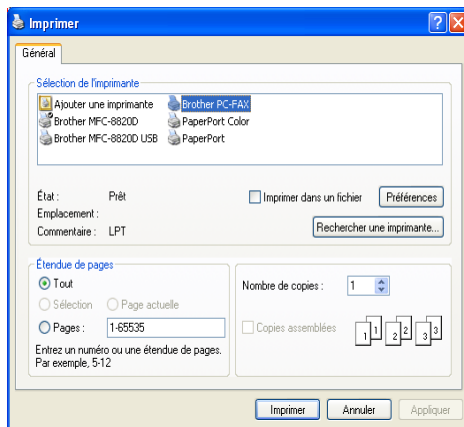 Imprimer
Général
Sélection de l'imprimante
Ajouter une imprimante
Brother PC-FAX
Brother MFC-8820D
PaperPort Color
Brother MFC-8820D USB
PaperPort
État : Prêt
Imprimer dans un fichier
Préférences
Emplacement :
Commentaire : LPT
Rechercher une imprimante...
Étendue de pages
Tout
Sélection
Page actuelle
Pages : 1-65535
Entrez un numéro ou une étendue de pages.
Par exemple, 5-12
Nombre de copies : 1
Copies assemblées
1 1 2 2 3 3
Imprimer
Annuler
Appliquer